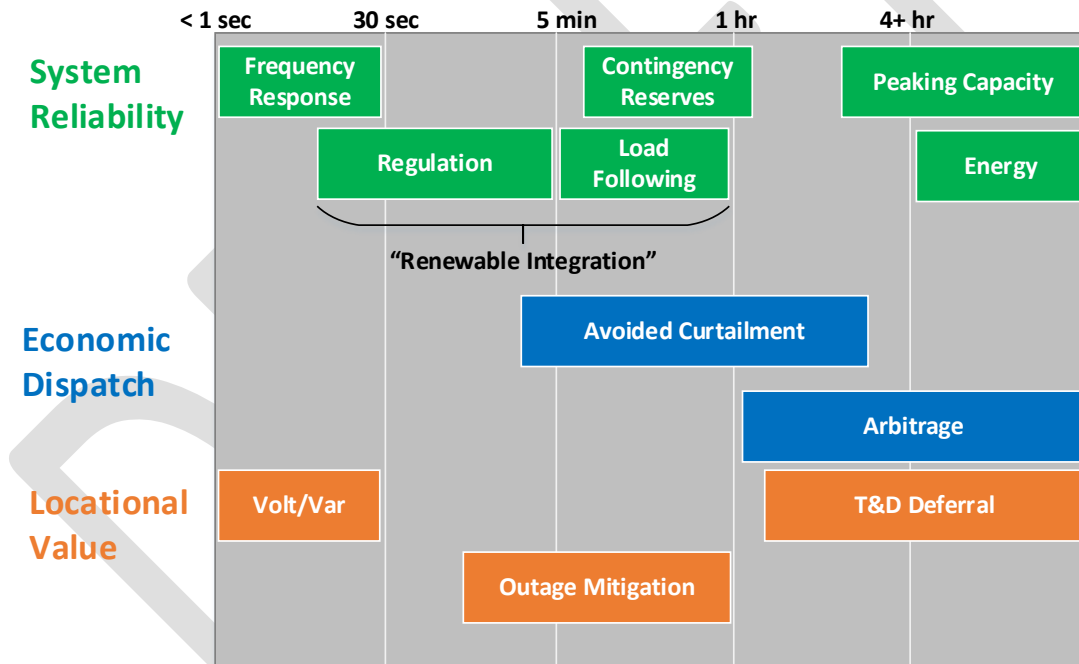 < 1 sec 30 sec 5 min 1 hr 4+ hr
System
Reliability
Frequency
Response
Contingency
Reserves
Peaking Capacity
Regulation
Load
Following
Energy
“Renewable Integration”
Economic
Dispatch
Avoided Curtailment
Arbitrage
Locational
Value
Volt/Var
T&D Deferral
Outage Mitigation